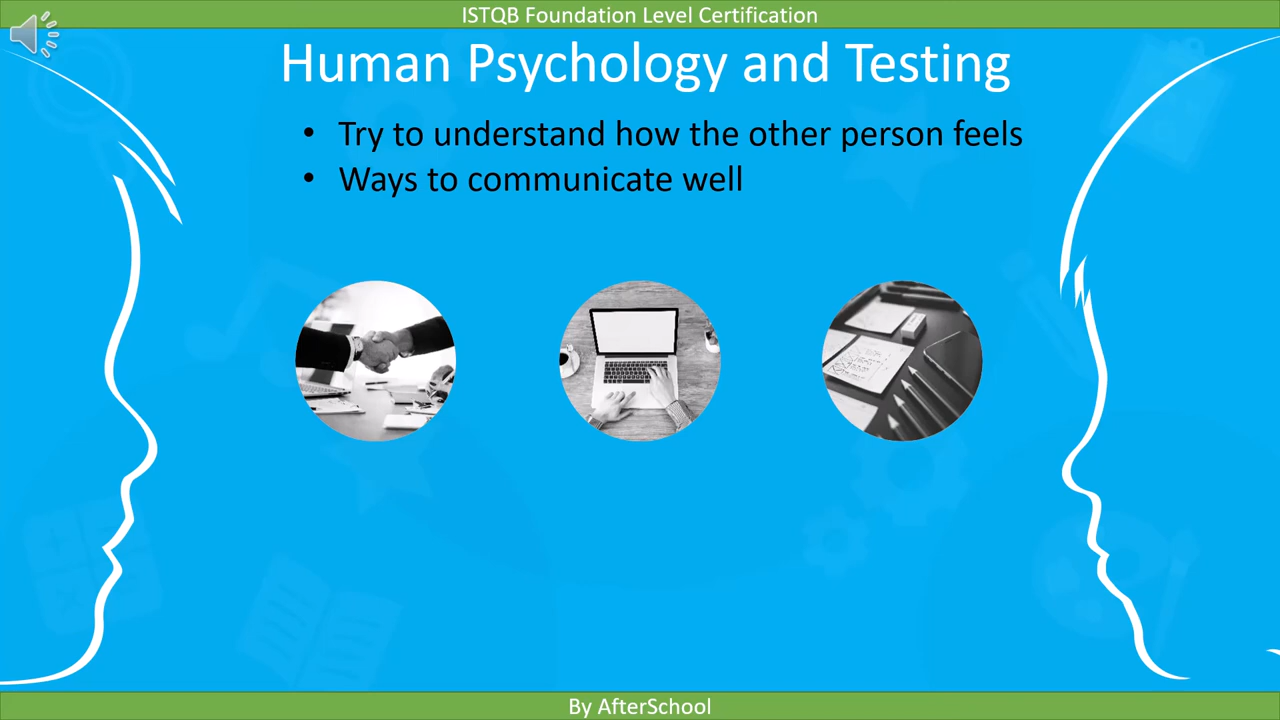 ISTQB Foundation Level Certification
Human Psychology and Testing
• Try to understand how the other person feels
• Ways to communicate well
By AfterSchool